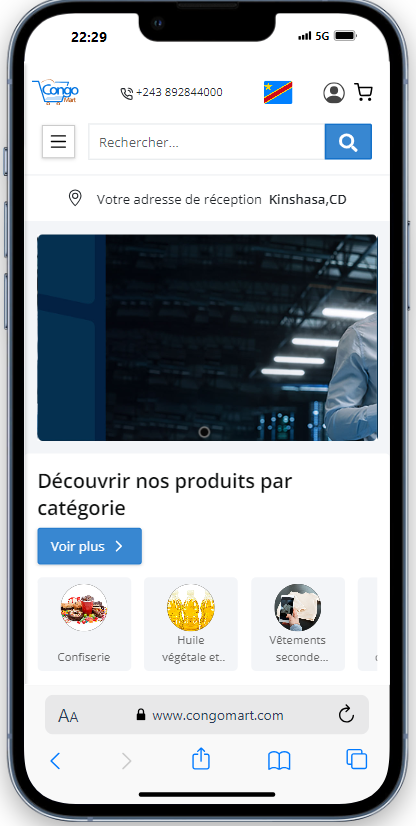 22:29
5G
Congo
Mart
+243 892844000
Rechercher...
Votre adresse de réception Kinshasa,CD
Découvrir nos produits par
catégorie
Voir plus
Confiserie
Huile
végétale et..
Vêtements
seconde...
AA
www.congomart.com